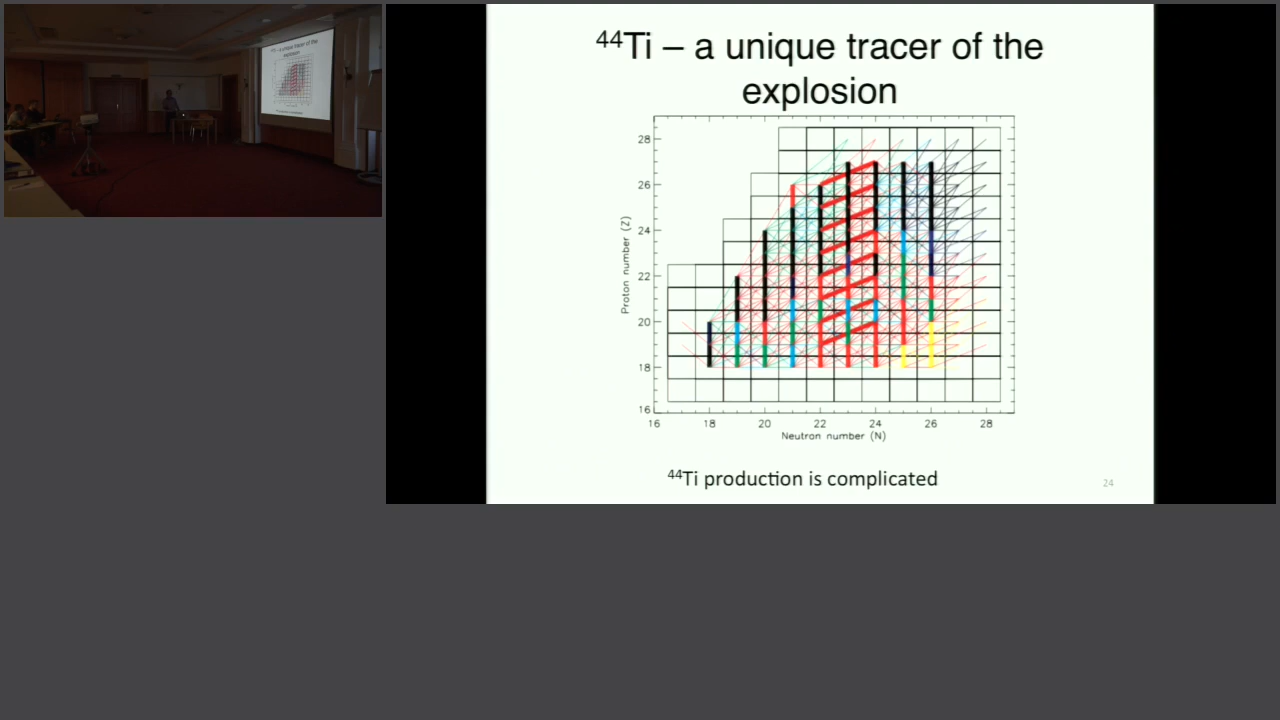 ⁴⁴Ti – a unique tracer of the
explosion
28
26
24
22
20
18
16
Proton number (Z)
16 18 20 22 24 26 28
Neutron number (N)
⁴⁴Ti production is complicated
24